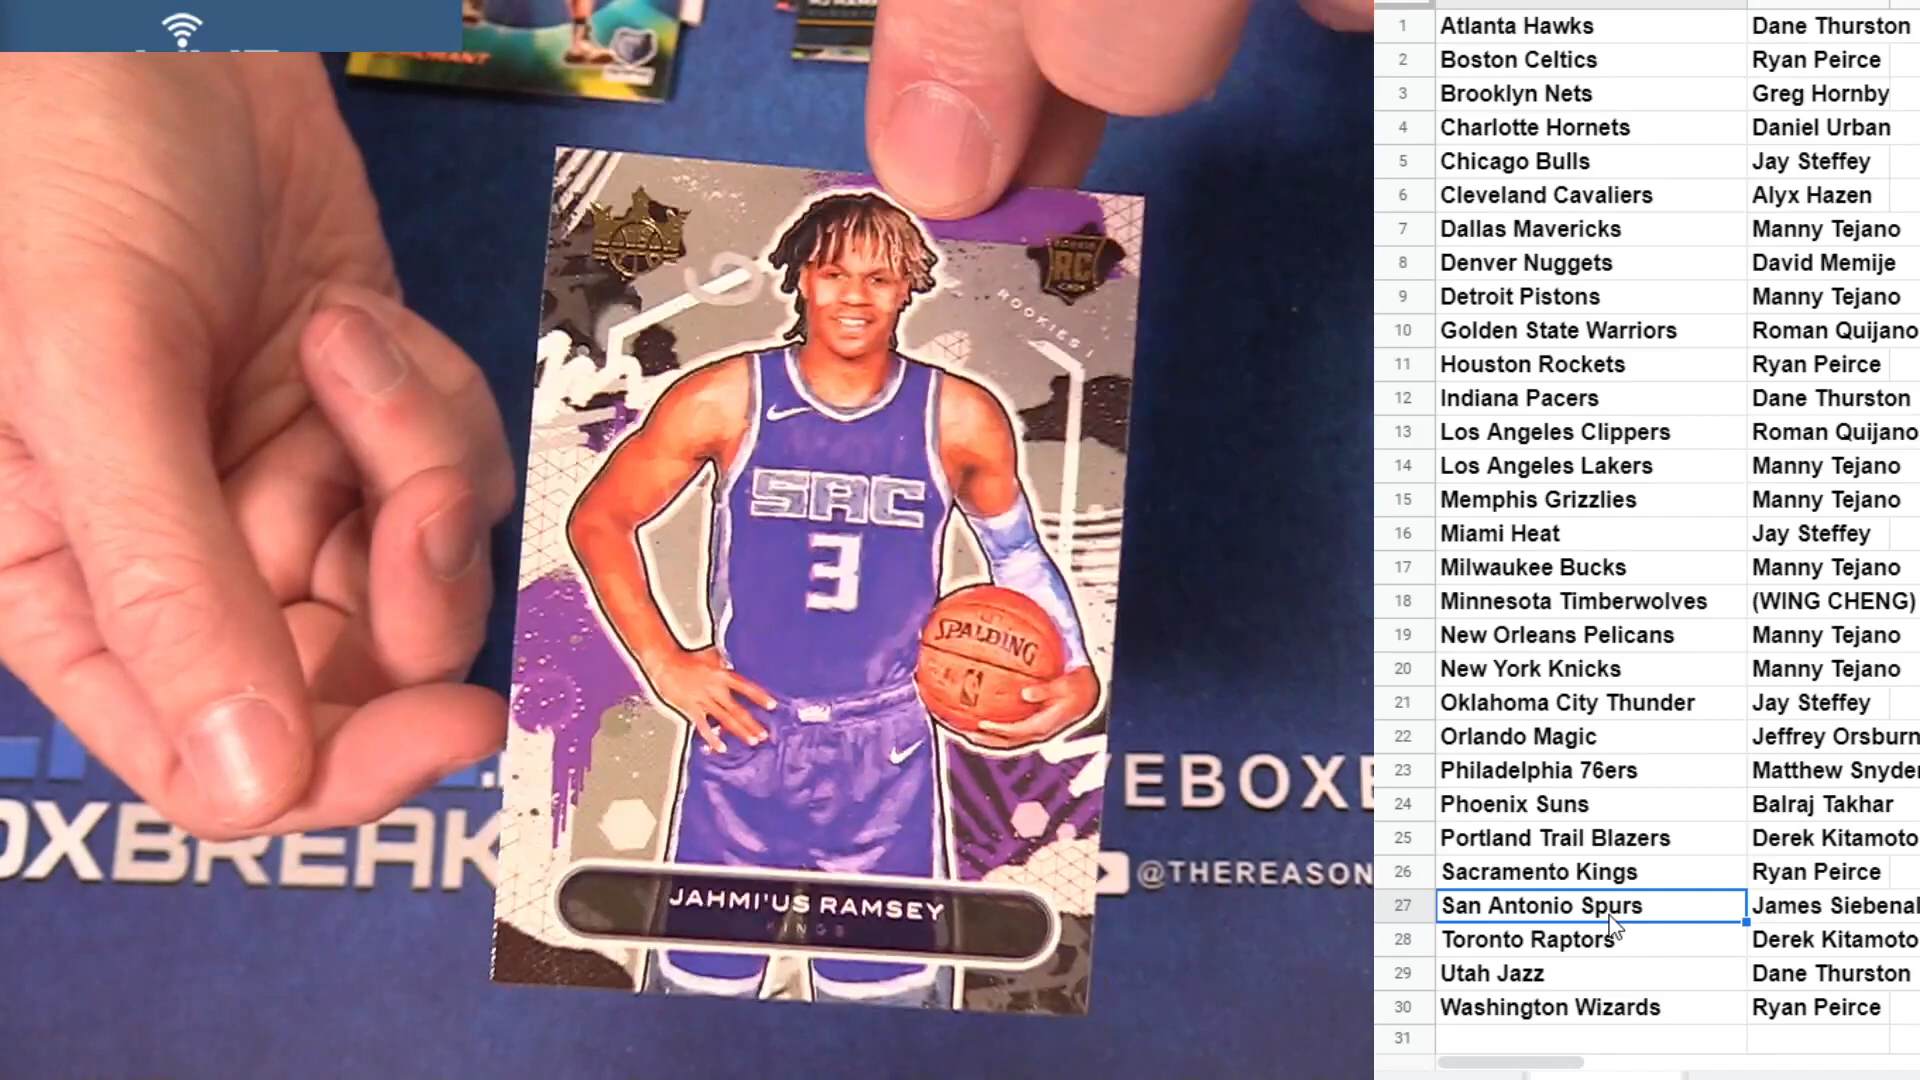 MORANT
RC
ROOKIES I
SAC
3
SPALDING
JAHMI'US RAMSEY
KINGS
OXBREAK
VEBOXB
@THEREASON
1 Atlanta Hawks Dane Thurston
2 Boston Celtics Ryan Peirce
3 Brooklyn Nets Greg Hornby
4 Charlotte Hornets Daniel Urban
5 Chicago Bulls Jay Steffey
6 Cleveland Cavaliers Alyx Hazen
7 Dallas Mavericks Manny Tejano
8 Denver Nuggets David Memije
9 Detroit Pistons Manny Tejano
10 Golden State Warriors Roman Quijano
11 Houston Rockets Ryan Peirce
12 Indiana Pacers Dane Thurston
13 Los Angeles Clippers Roman Quijano
14 Los Angeles Lakers Manny Tejano
15 Memphis Grizzlies Manny Tejano
16 Miami Heat Jay Steffey
17 Milwaukee Bucks Manny Tejano
18 Minnesota Timberwolves (WING CHENG)
19 New Orleans Pelicans Manny Tejano
20 New York Knicks Manny Tejano
21 Oklahoma City Thunder Jay Steffey
22 Orlando Magic Jeffrey Orsburn
23 Philadelphia 76ers Matthew Snyder
24 Phoenix Suns Balraj Takhar
25 Portland Trail Blazers Derek Kitamoto
26 Sacramento Kings Ryan Peirce
27 San Antonio Spurs James Siebenal
28 Toronto Raptors Derek Kitamoto
29 Utah Jazz Dane Thurston
30 Washington Wizards Ryan Peirce
31